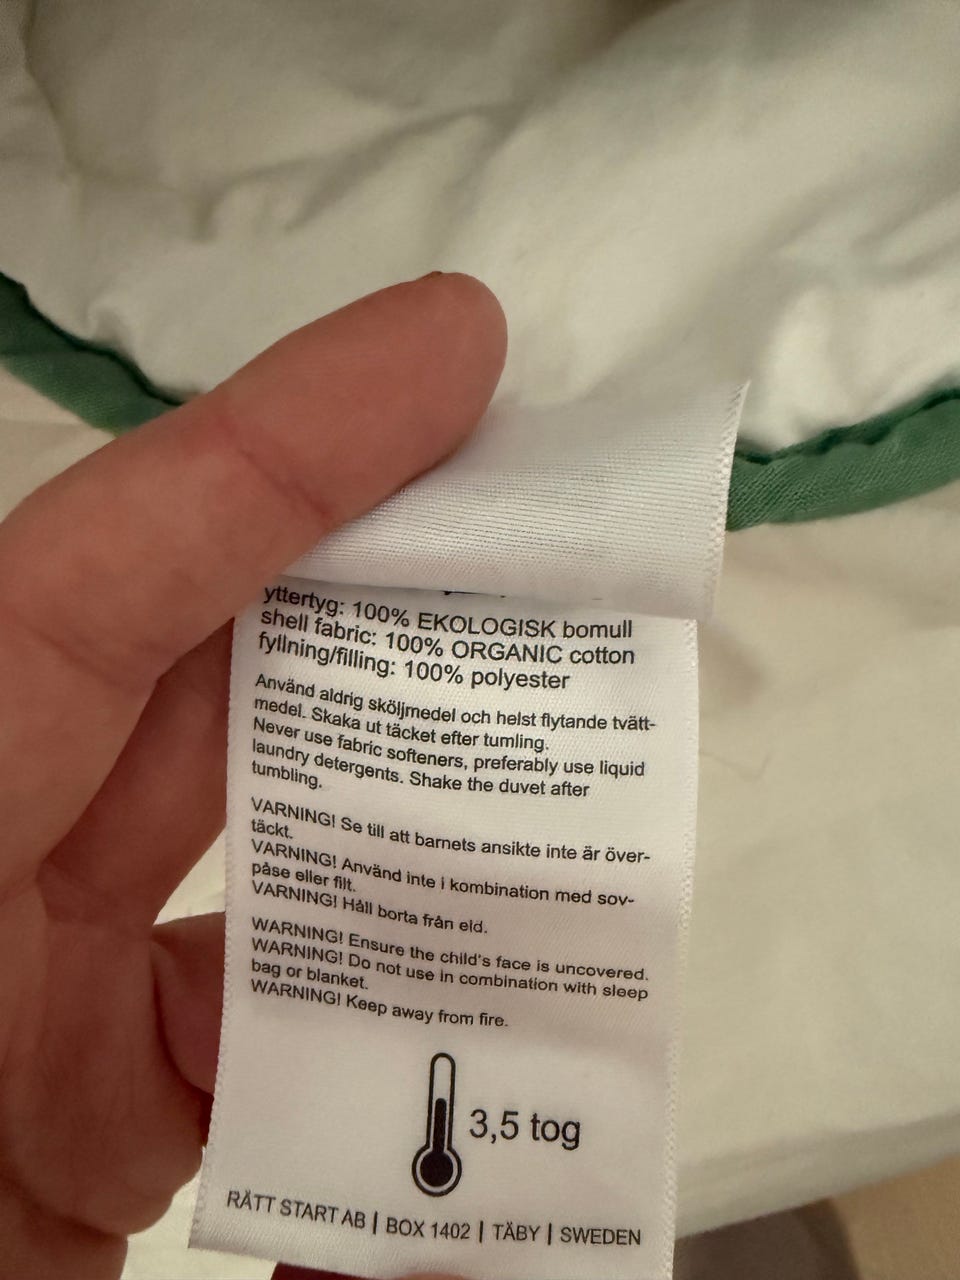 yttertyg: 100% EKOLOGISK bomull
shell fabric: 100% ORGANIC cotton
fyllning/filling: 100% polyester
Använd aldrig sköljmedel och helst flytande tvätt-
medel. Skaka ut täcket efter tumling.
Never use fabric softeners, preferably use liquid
laundry detergents. Shake the duvet after
tumbling.
VARNING! Se till att barnets ansikte inte är över-
täckt.
VARNING! Använd inte i kombination med sov-
påse eller filt.
VARNING! Håll borta från eld.
WARNING! Ensure the child's face is uncovered.
WARNING! Do not use in combination with sleep
bag or blanket.
WARNING! Keep away from fire.
3,5 tog
RÄTT START AB | BOX 1402 | TÄBY | SWEDEN